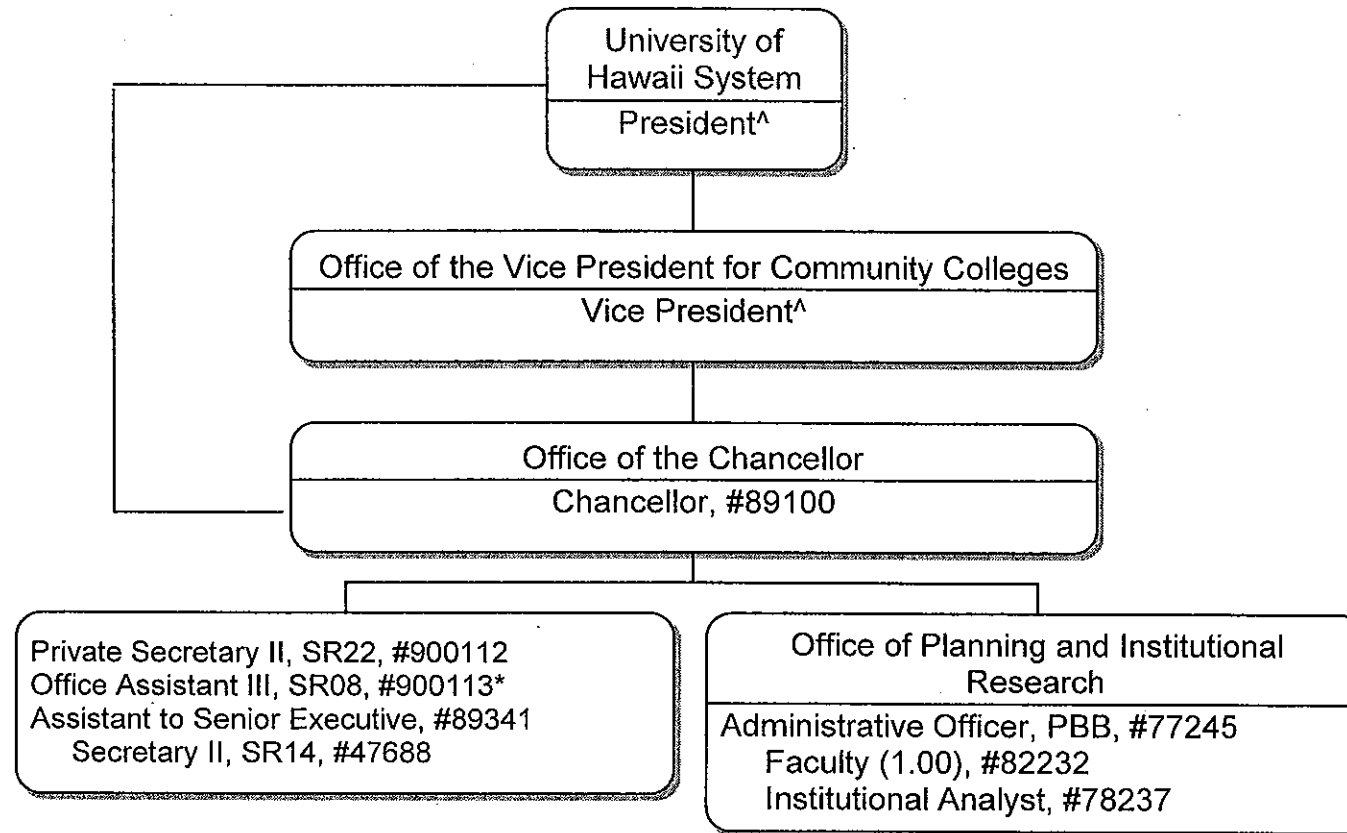 University of
Hawaii System
President^
Office of the Vice President for Community Colleges
Vice President^
Office of the Chancellor
Chancellor, #89100
Private Secretary II, SR22, #900112
Office Assistant III, SR08, #900113*
Assistant to Senior Executive, #89341
Secretary II, SR14, #47688
Office of Planning and Institutional
Research
Administrative Officer, PBB, #77245
Faculty (1.00), #82232
Institutional Analyst, #78237